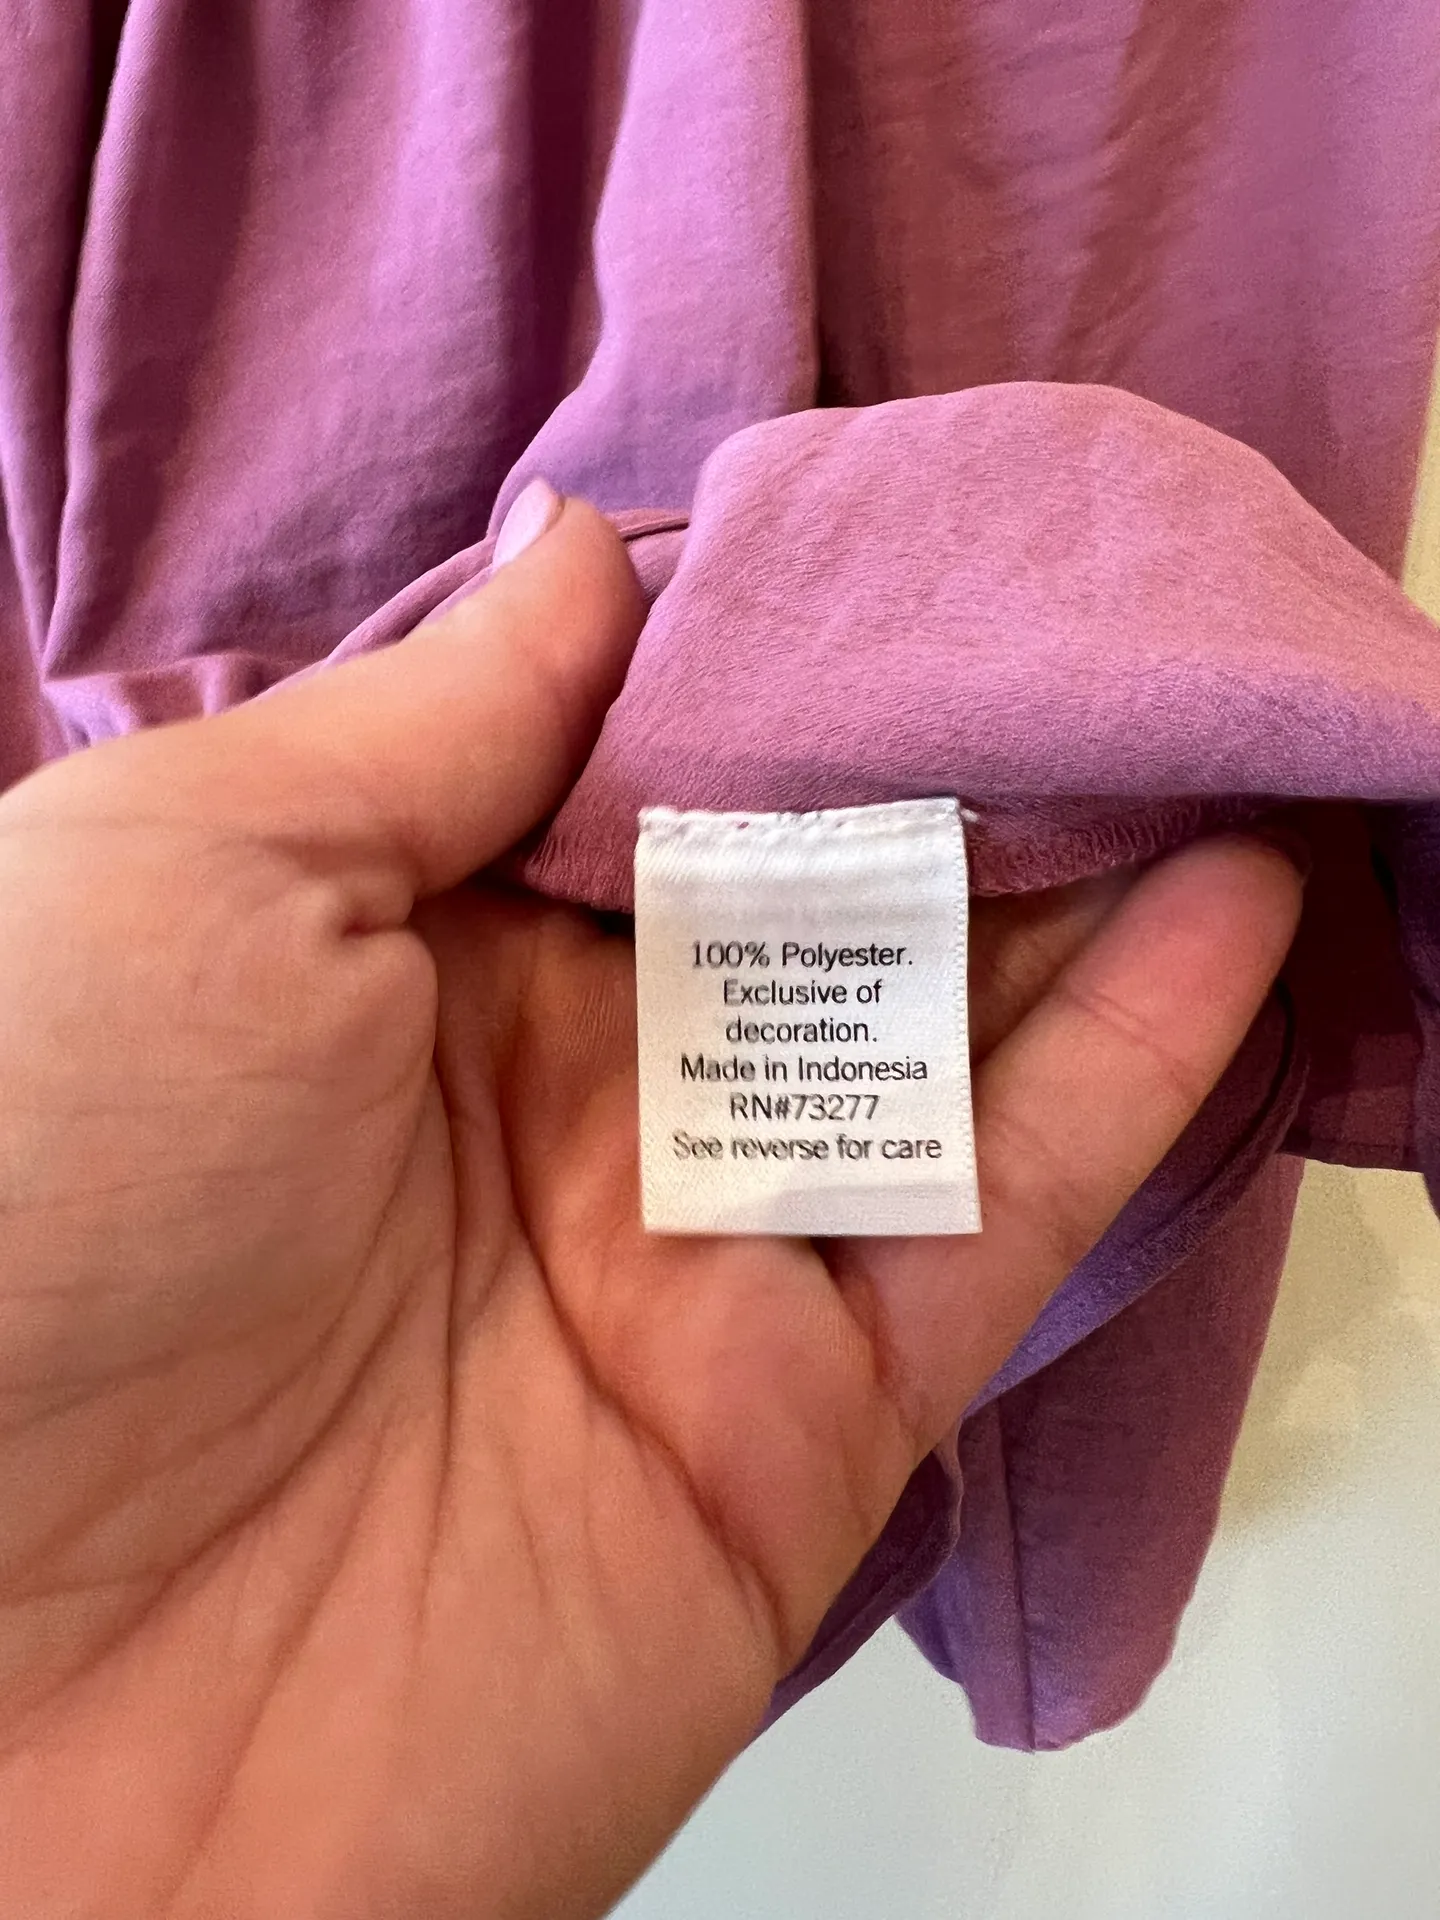 100% Polyester.
Exclusive of
decoration.
Made in Indonesia
RN#73277
See reverse for care